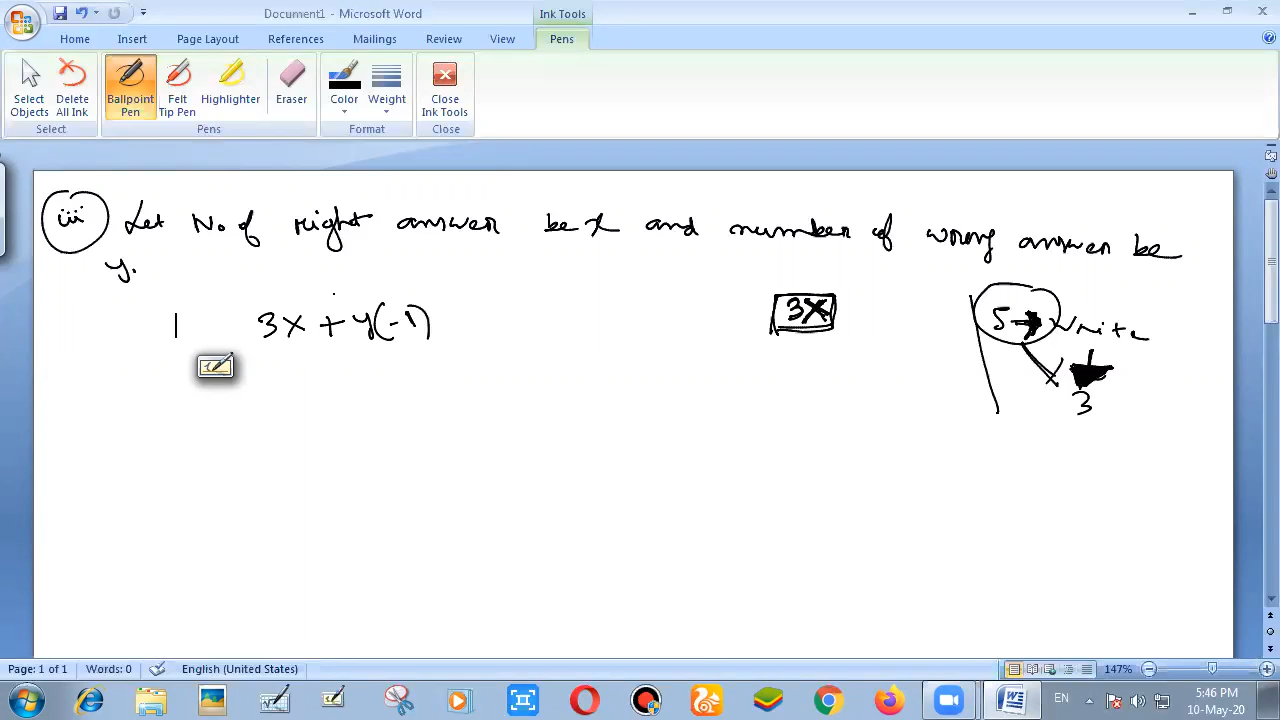 Document1 - Microsoft Word
Ink Tools
Home Insert Page Layout References Mailings Review View Pens
Select Objects
Delete All Ink
Ballpoint Pen
Felt Tip Pen
Highlighter
Eraser
Color
Weight
Close Ink Tools
Select Pens Format Close
iii Let No. of right answer be x and number of wrong answer be
y.
1 3x + y(-1)
3x
5 → Write
x
3
Page: 1 of 1 Words: 0 English (United States) 147%
EN 5:46 PM
10-May-20